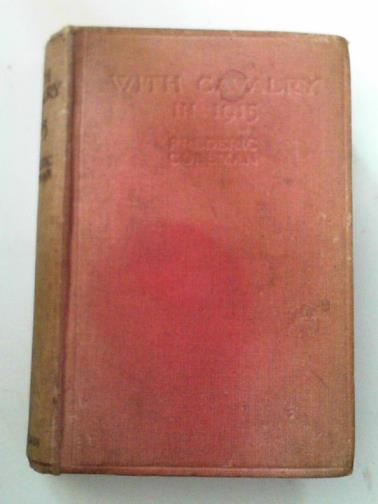 WITH CAVALRY
IN 1915
FREDERIC
COLEMAN